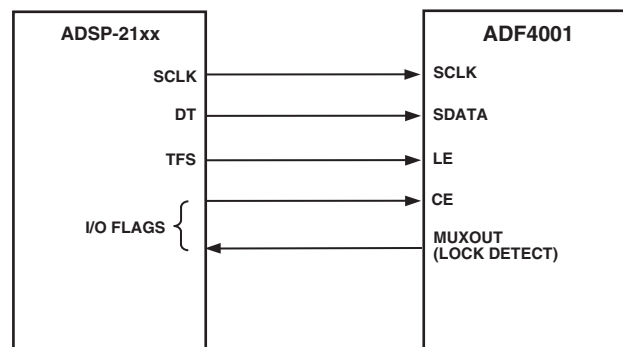 ADSP-21xx
SCLK
DT
TFS
I/O FLAGS
ADF4001
SCLK
SDATA
LE
CE
MUXOUT
(LOCK DETECT)